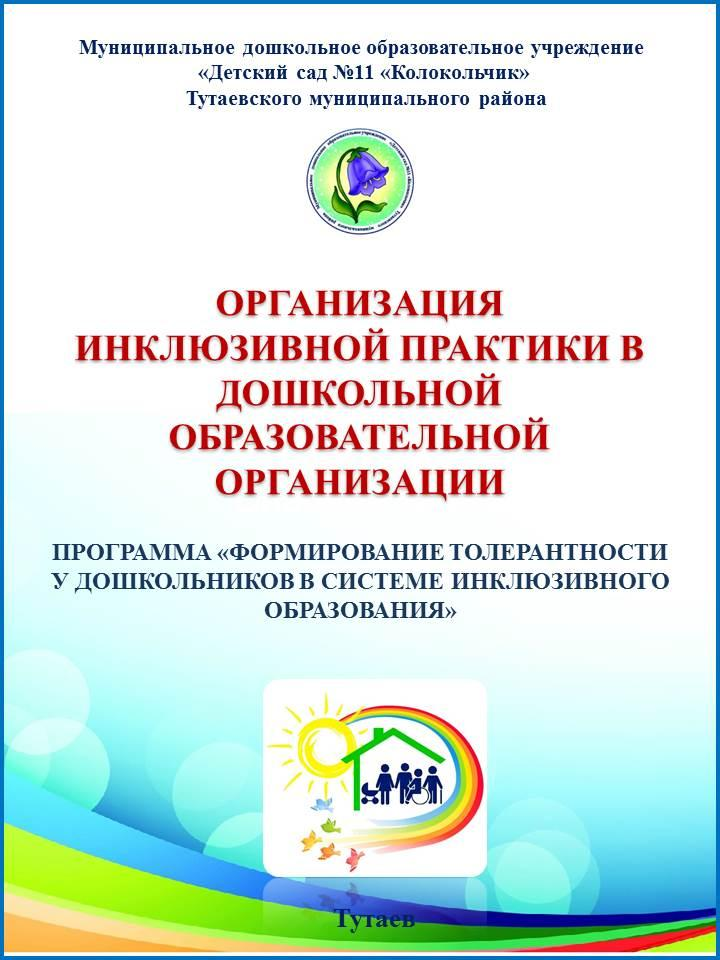 Муниципальное дошкольное образовательное учреждение
«Детский сад №11 «Колокольчик»
Тутаевского муниципального района
ОРГАНИЗАЦИЯ
ИНКЛЮЗИВНОЙ ПРАКТИКИ В
ДОШКОЛЬНОЙ
ОБРАЗОВАТЕЛЬНОЙ
ОРГАНИЗАЦИИ
ПРОГРАММА «ФОРМИРОВАНИЕ ТОЛЕРАНТНОСТИ
У ДОШКОЛЬНИКОВ В СИСТЕМЕ ИНКЛЮЗИВНОГО
ОБРАЗОВАНИЯ»
Тутаев